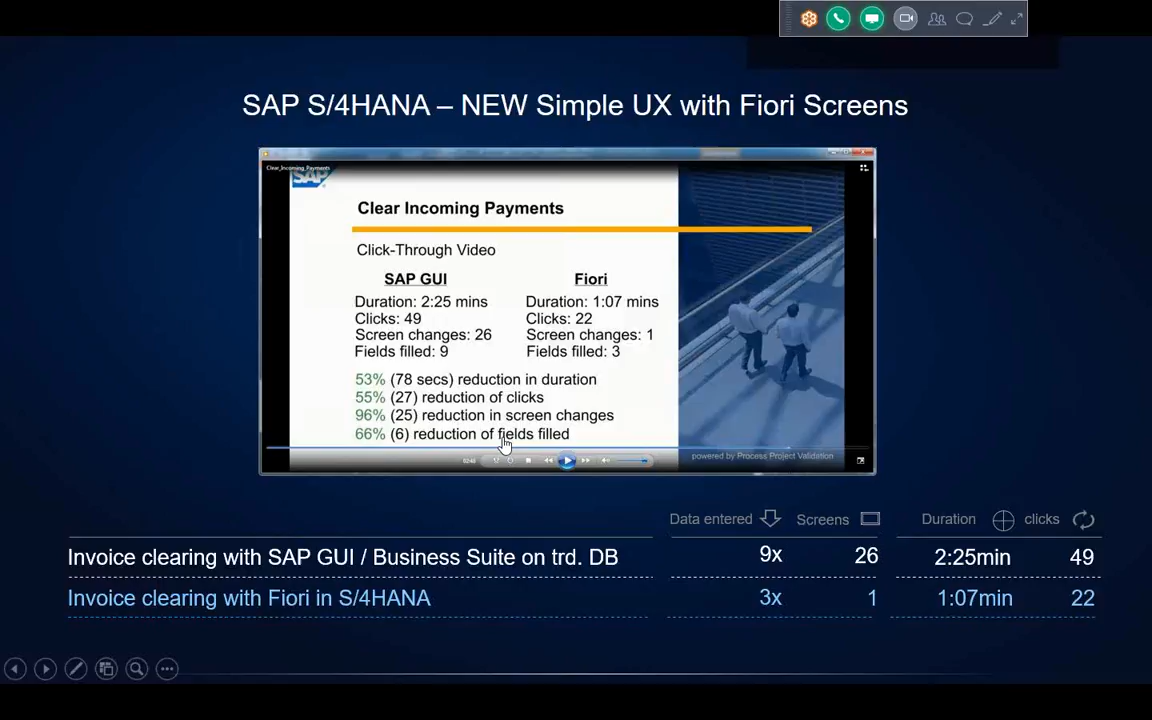 SAP S/4HANA – NEW Simple UX with Fiori Screens
Clear_Incoming_Payments
SAP
Clear Incoming Payments
Click-Through Video
SAP GUI
Duration: 2:25 mins
Clicks: 49
Screen changes: 26
Fields filled: 9
Fiori
Duration: 1:07 mins
Clicks: 22
Screen changes: 1
Fields filled: 3
53% (78 secs) reduction in duration
55% (27) reduction of clicks
96% (25) reduction in screen changes
66% (6) reduction of fields filled
powered by Process Project Validation
Data entered Screens Duration clicks
Invoice clearing with SAP GUI / Business Suite on trd. DB 9x 26 2:25min 49
Invoice clearing with Fiori in S/4HANA 3x 1 1:07min 22